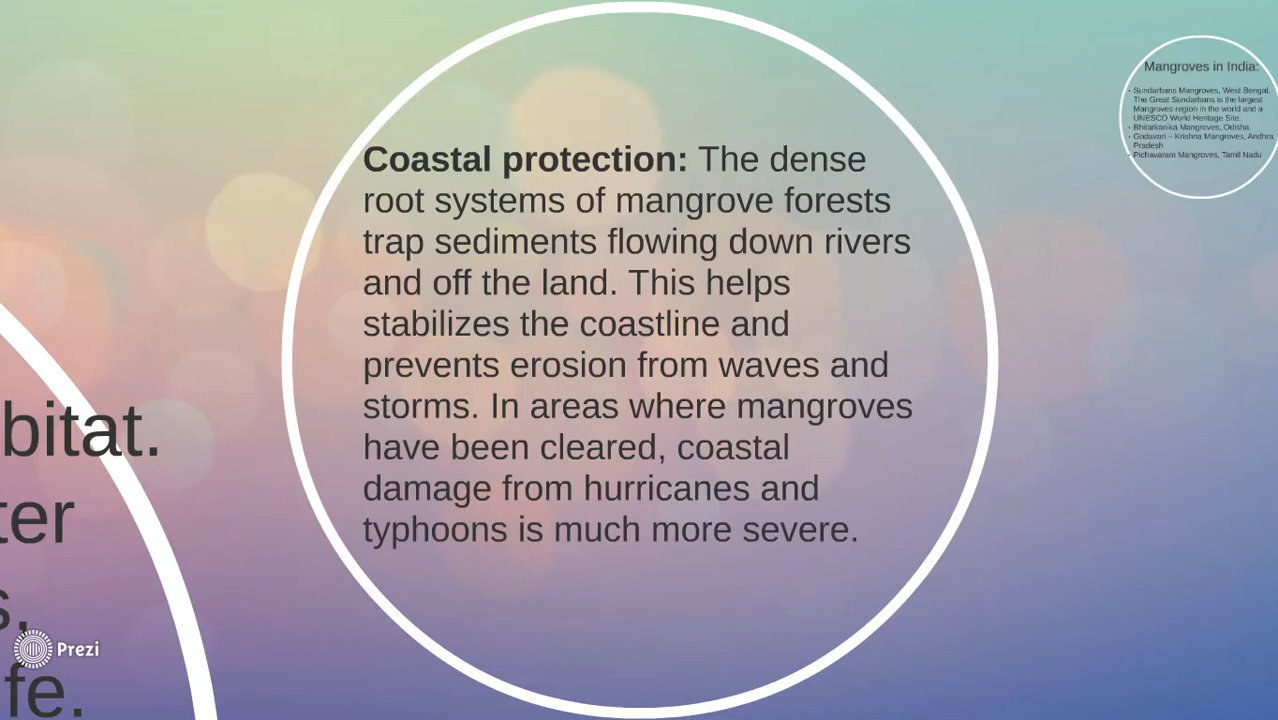 Coastal protection: The dense
root systems of mangrove forests
trap sediments flowing down rivers
and off the land. This helps
stabilizes the coastline and
prevents erosion from waves and
storms. In areas where mangroves
have been cleared, coastal
damage from hurricanes and
typhoons is much more severe.
Mangroves in India:
• Sundarbans Mangroves, West Bengal.
The Great Sundarbans is the largest
Mangroves region in the world and a
UNESCO World Heritage Site.
• Bhitarkanika Mangroves, Odisha.
• Godavari – Krishna Mangroves, Andhra
Pradesh
• Pichavaram Mangroves, Tamil Nadu
bitat.
ter
s,
fe.
Prezi